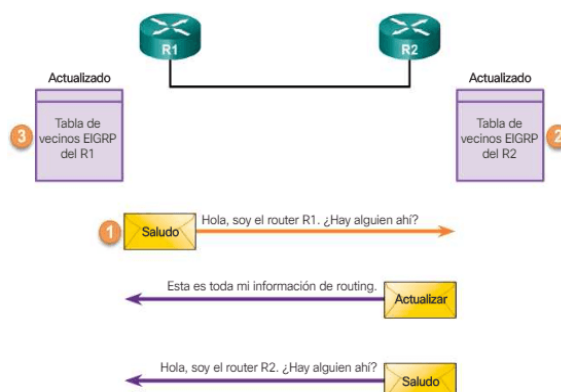 R1
R2
Actualizado
Actualizado
3
Tabla de
vecinos EIGRP
del R1
Tabla de
vecinos EIGRP
del R2
2
Hola, soy el router R1. ¿Hay alguien ahí?
1
Saludo
Esta es toda mi información de routing.
Actualizar
Hola, soy el router R2. ¿Hay alguien ahí?
Saludo